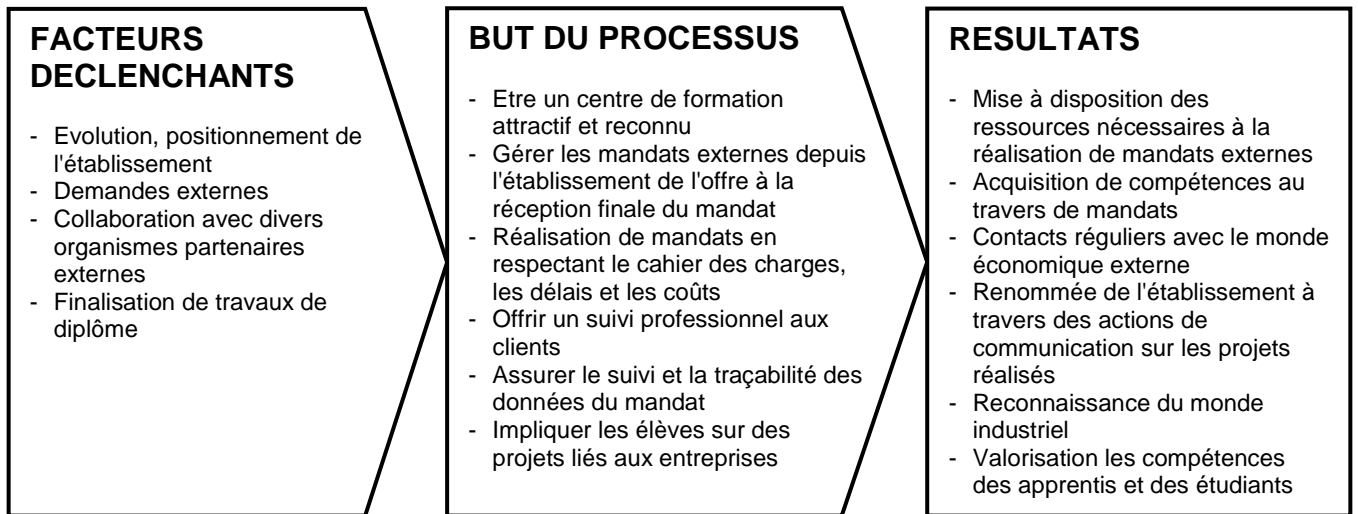 FACTEURS
DECLENCHANTS
- Evolution, positionnement de
l'établissement
- Demandes externes
- Collaboration avec divers
organismes partenaires
externes
- Finalisation de travaux de
diplôme
BUT DU PROCESSUS
- Etre un centre de formation
attractif et reconnu
- Gérer les mandats externes depuis
l'établissement de l'offre à la
réception finale du mandat
- Réalisation de mandats en
respectant le cahier des charges,
les délais et les coûts
- Offrir un suivi professionnel aux
clients
- Assurer le suivi et la traçabilité des
données du mandat
- Impliquer les élèves sur des
projets liés aux entreprises
RESULTATS
- Mise à disposition des
ressources nécessaires à la
réalisation de mandats externes
- Acquisition de compétences au
travers de mandats
- Contacts réguliers avec le monde
économique externe
- Renommée de l'établissement à
travers des actions de
communication sur les projets
réalisés
- Reconnaissance du monde
industriel
- Valorisation les compétences
des apprentis et des étudiants